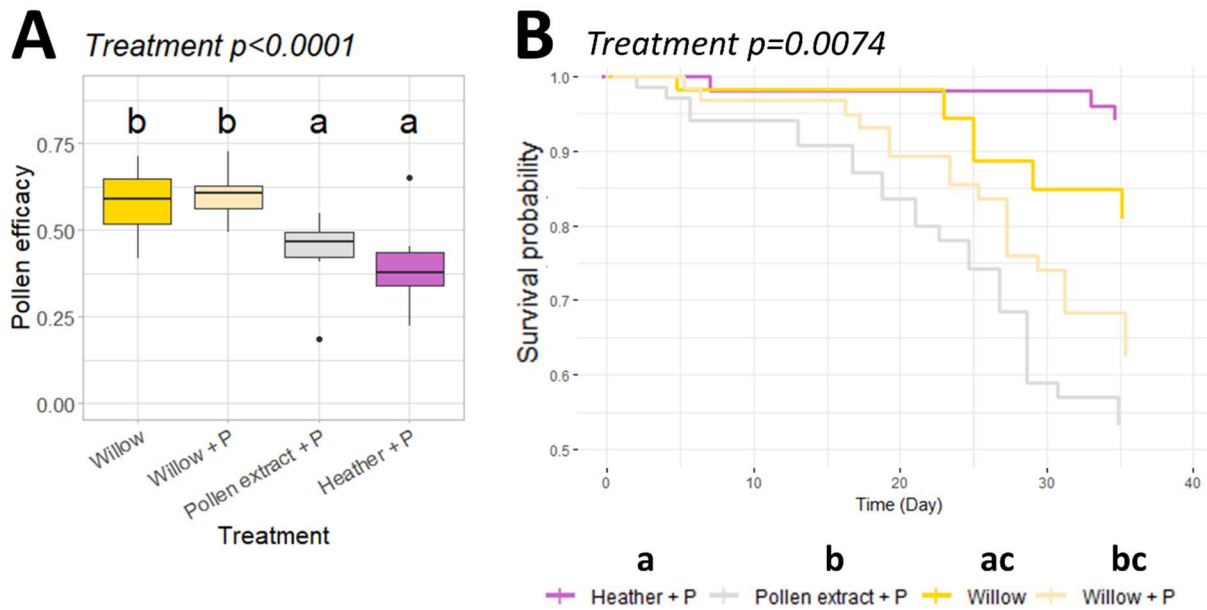 A
Treatment p<0.0001
b b a a
Pollen efficacy
0.75
0.50
0.25
0.00
Willow
Willow + P
Pollen extract + P
Heather + P
Treatment
B
Treatment p=0.0074
Survival probability
1.0
0.9
0.8
0.7
0.6
0.5
0 10 20 30 40
Time (Day)
a b ac bc
Heather + P Pollen extract + P Willow Willow + P